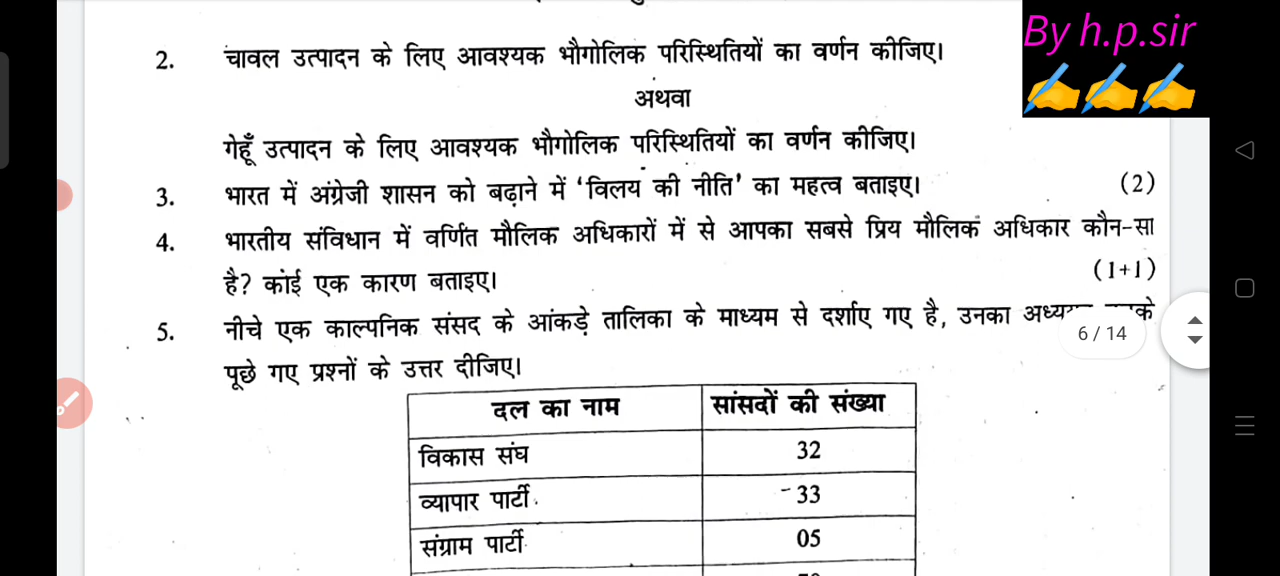 By h.p.sir
2. चावल उत्पादन के लिए आवश्यक भौगोलिक परिस्थितियों का वर्णन कीजिए।
अथवा
गेहूँ उत्पादन के लिए आवश्यक भौगोलिक परिस्थितियों का वर्णन कीजिए।
3. भारत में अंग्रेजी शासन को बढ़ाने में 'विलय की नीति' का महत्व बताइए। (2)
4. भारतीय संविधान में वर्णित मौलिक अधिकारों में से आपका सबसे प्रिय मौलिक अधिकार कौन-सा
है? कोई एक कारण बताइए। (1+1)
5. नीचे एक काल्पनिक संसद के आंकड़े तालिका के माध्यम से दर्शाए गए है, उनका
पूछे गए प्रश्नों के उत्तर दीजिए।
6 / 14
दल का नाम सांसदों की संख्या
विकास संघ 32
व्यापार पार्टी 33
संग्राम पार्टी 05